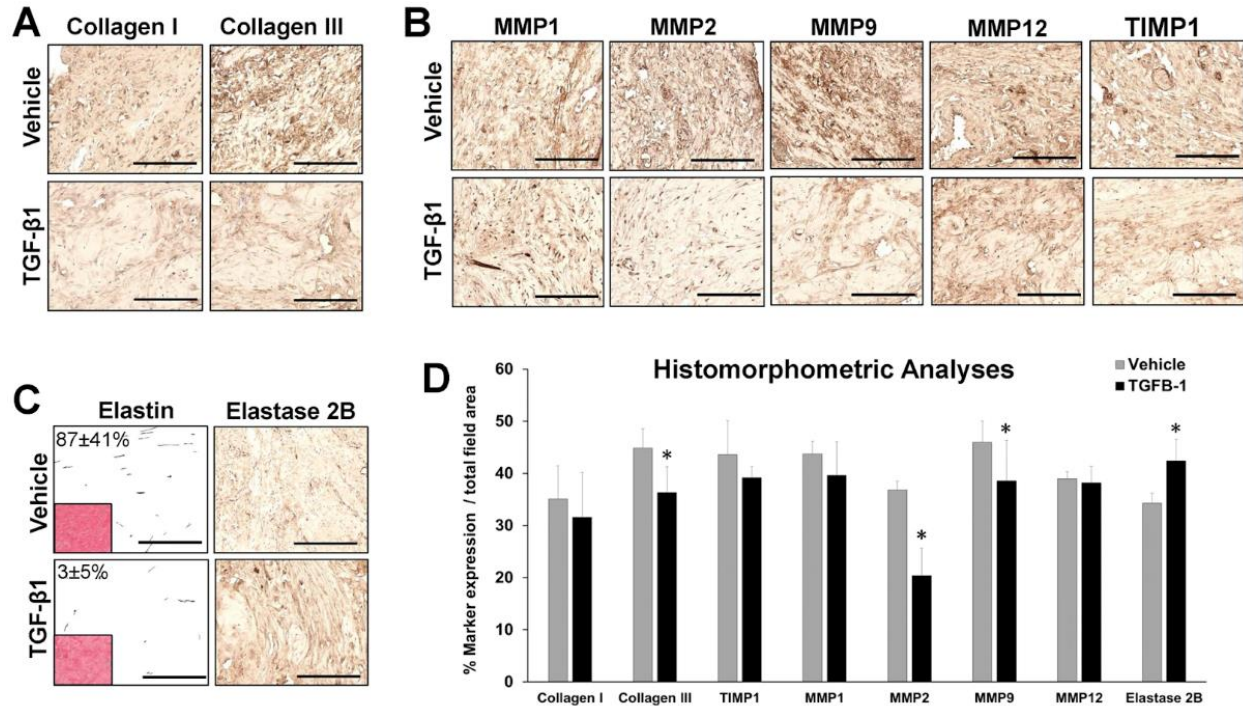 A
Collagen I
Collagen III
Vehicle
TGF-β1
B
MMP1
MMP2
MMP9
MMP12
TIMP1
Vehicle
TGF-β1
C
Elastin
Elastase 2B
Vehicle
87±41%
TGF-β1
3±5%
D
Histomorphometric Analyses
Vehicle
TGFB-1
% Marker expression / total field area
60
50
40
30
20
10
0
*
*
*
*
Collagen I
Collagen III
TIMP1
MMP1
MMP2
MMP9
MMP12
Elastase 2B